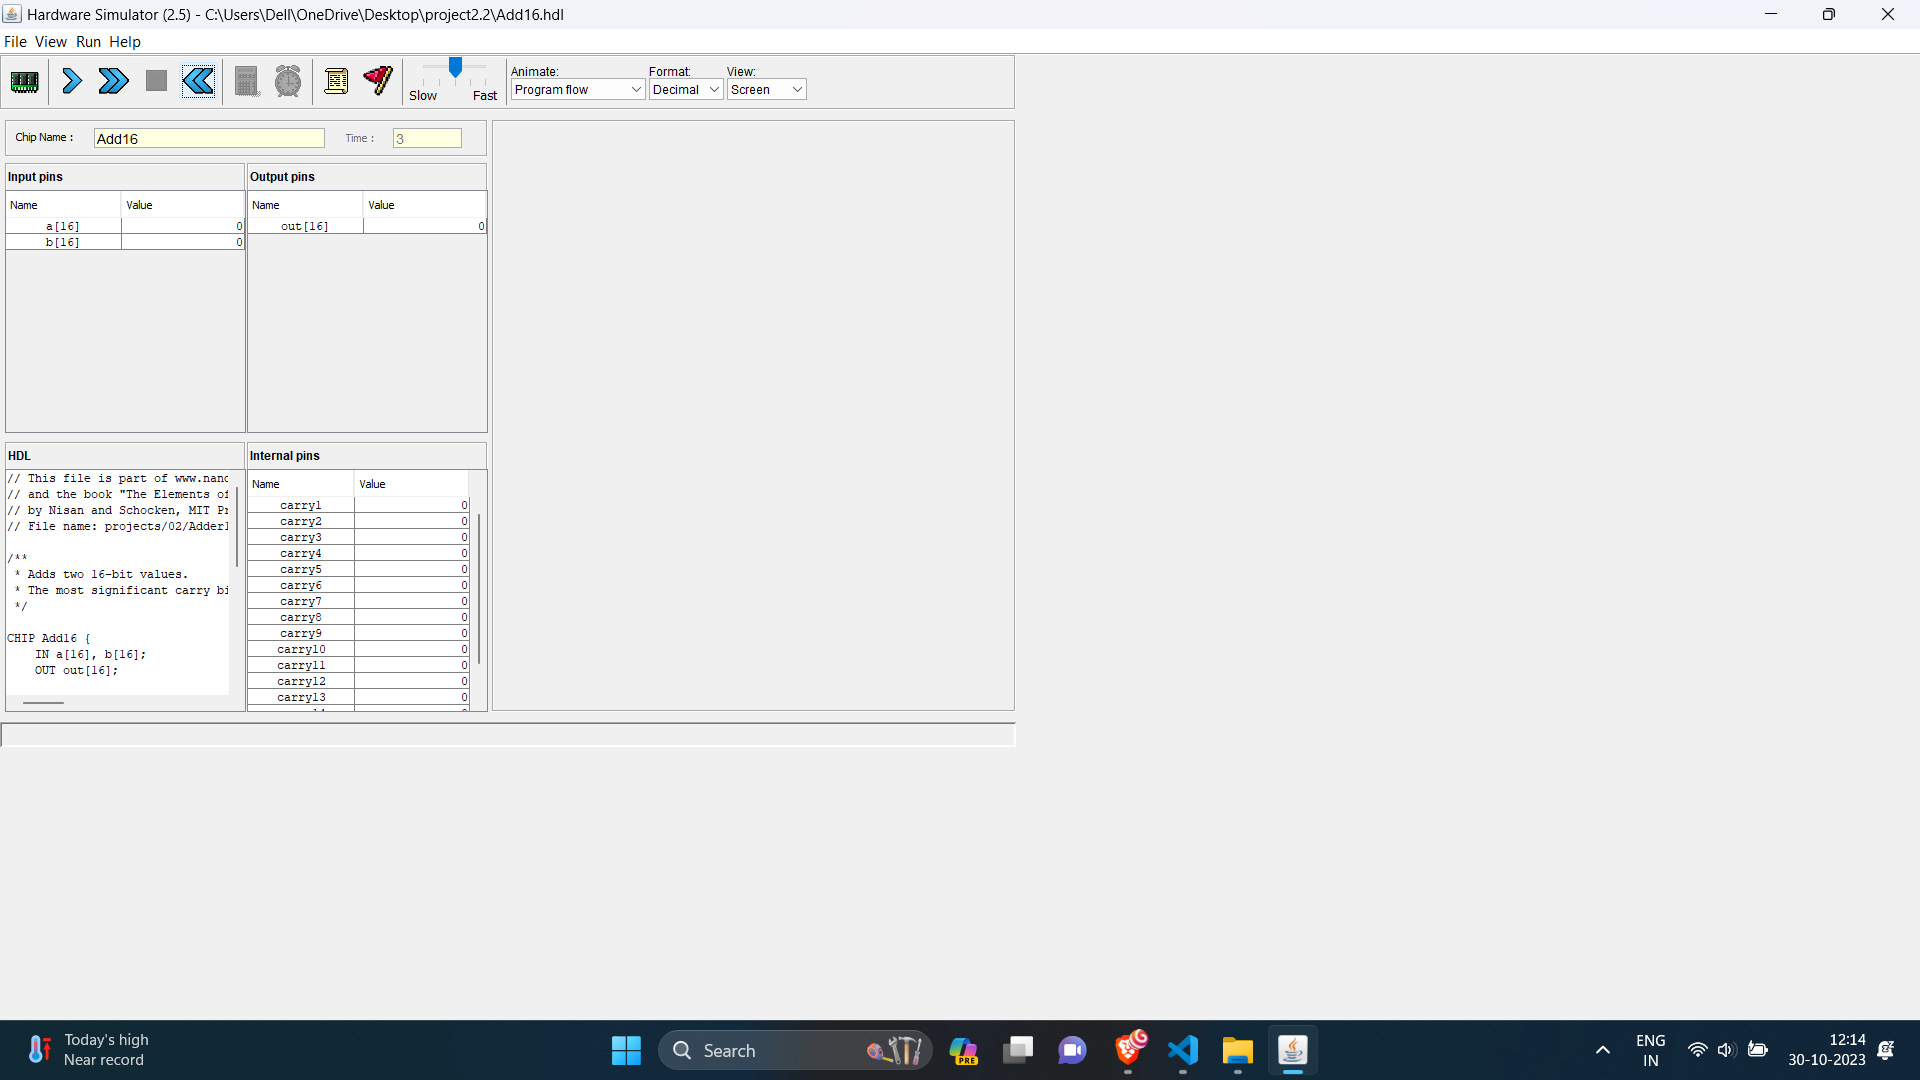 Hardware Simulator (2.5) - C:\Users\Dell\OneDrive\Desktop\project2.2\Add16.hdl
File View Run Help
Slow Fast
Animate: Format: View:
Program flow Decimal Screen
Chip Name : Add16 Time : 3
Input pins
Name Value
a[16] 0
b[16] 0
Output pins
Name Value
out[16] 0
HDL
// This file is part of www.nand
// and the book "The Elements of
// by Nisan and Schocken, MIT Pr
// File name: projects/02/Adder1
/**
* Adds two 16-bit values.
* The most significant carry bi
*/
CHIP Add16 {
IN a[16], b[16];
OUT out[16];
Internal pins
Name Value
carry1 0
carry2 0
carry3 0
carry4 0
carry5 0
carry6 0
carry7 0
carry8 0
carry9 0
carry10 0
carry11 0
carry12 0
carry13 0
Today's high
Near record
Search
PRE
ENG
IN
12:14
30-10-2023